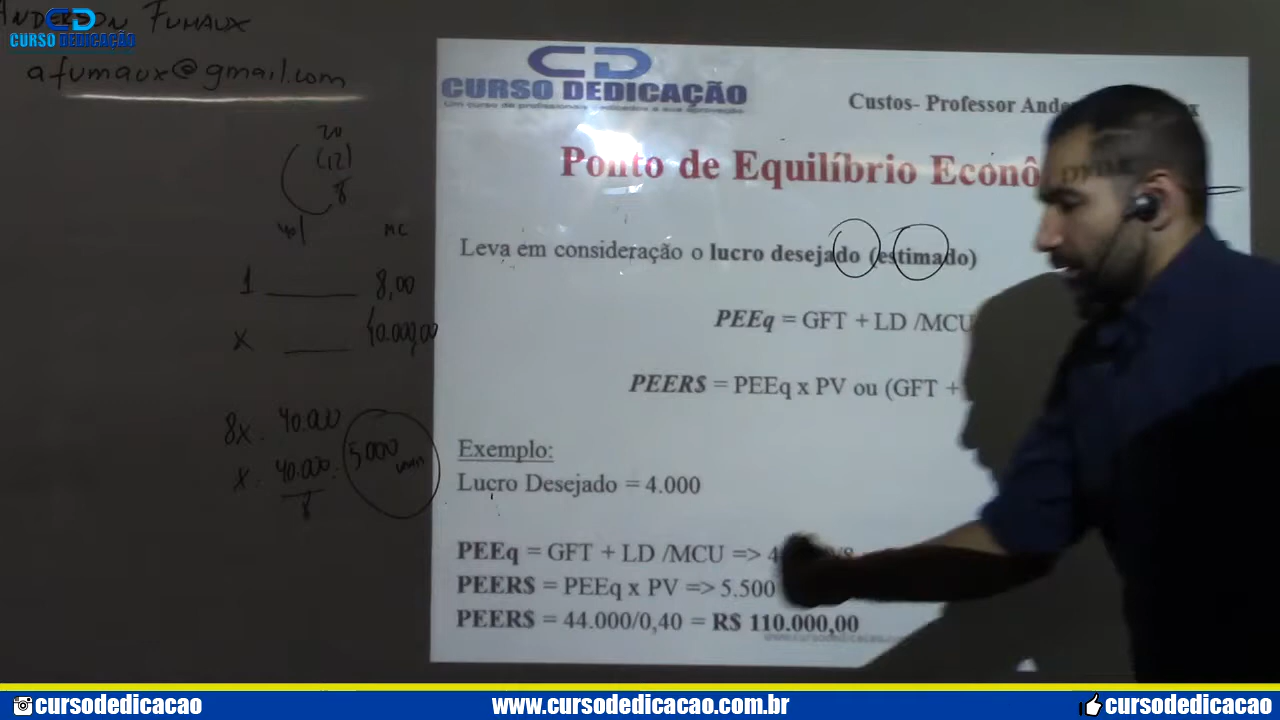 ANDERSON FUMAUX
CD
CURSO DEDICAÇÃO
afumaux@gmail.com
20
(12)
8
MC
1 8,00
X 40.000,00
8X = 40.000
X = 40.000 = 5.000
8
CD
CURSO DEDICAÇÃO
Custos- Professor
Ponto de Equilíbrio
Leva em consideração o lucro desejado (estimado)
PEEq = GFT + LD /MCU
PEER$ = PEEq x PV ou (GFT +
Exemplo:
Lucro Desejado = 4.000
PEEq = GFT + LD /MCU =>
PEER$ = PEEq x PV => 5.500
PEER$ = 44.000/0,40 = R$ 110.000,00
cursodedicacao
www.cursodedicacao.com.br
cursodedicacao